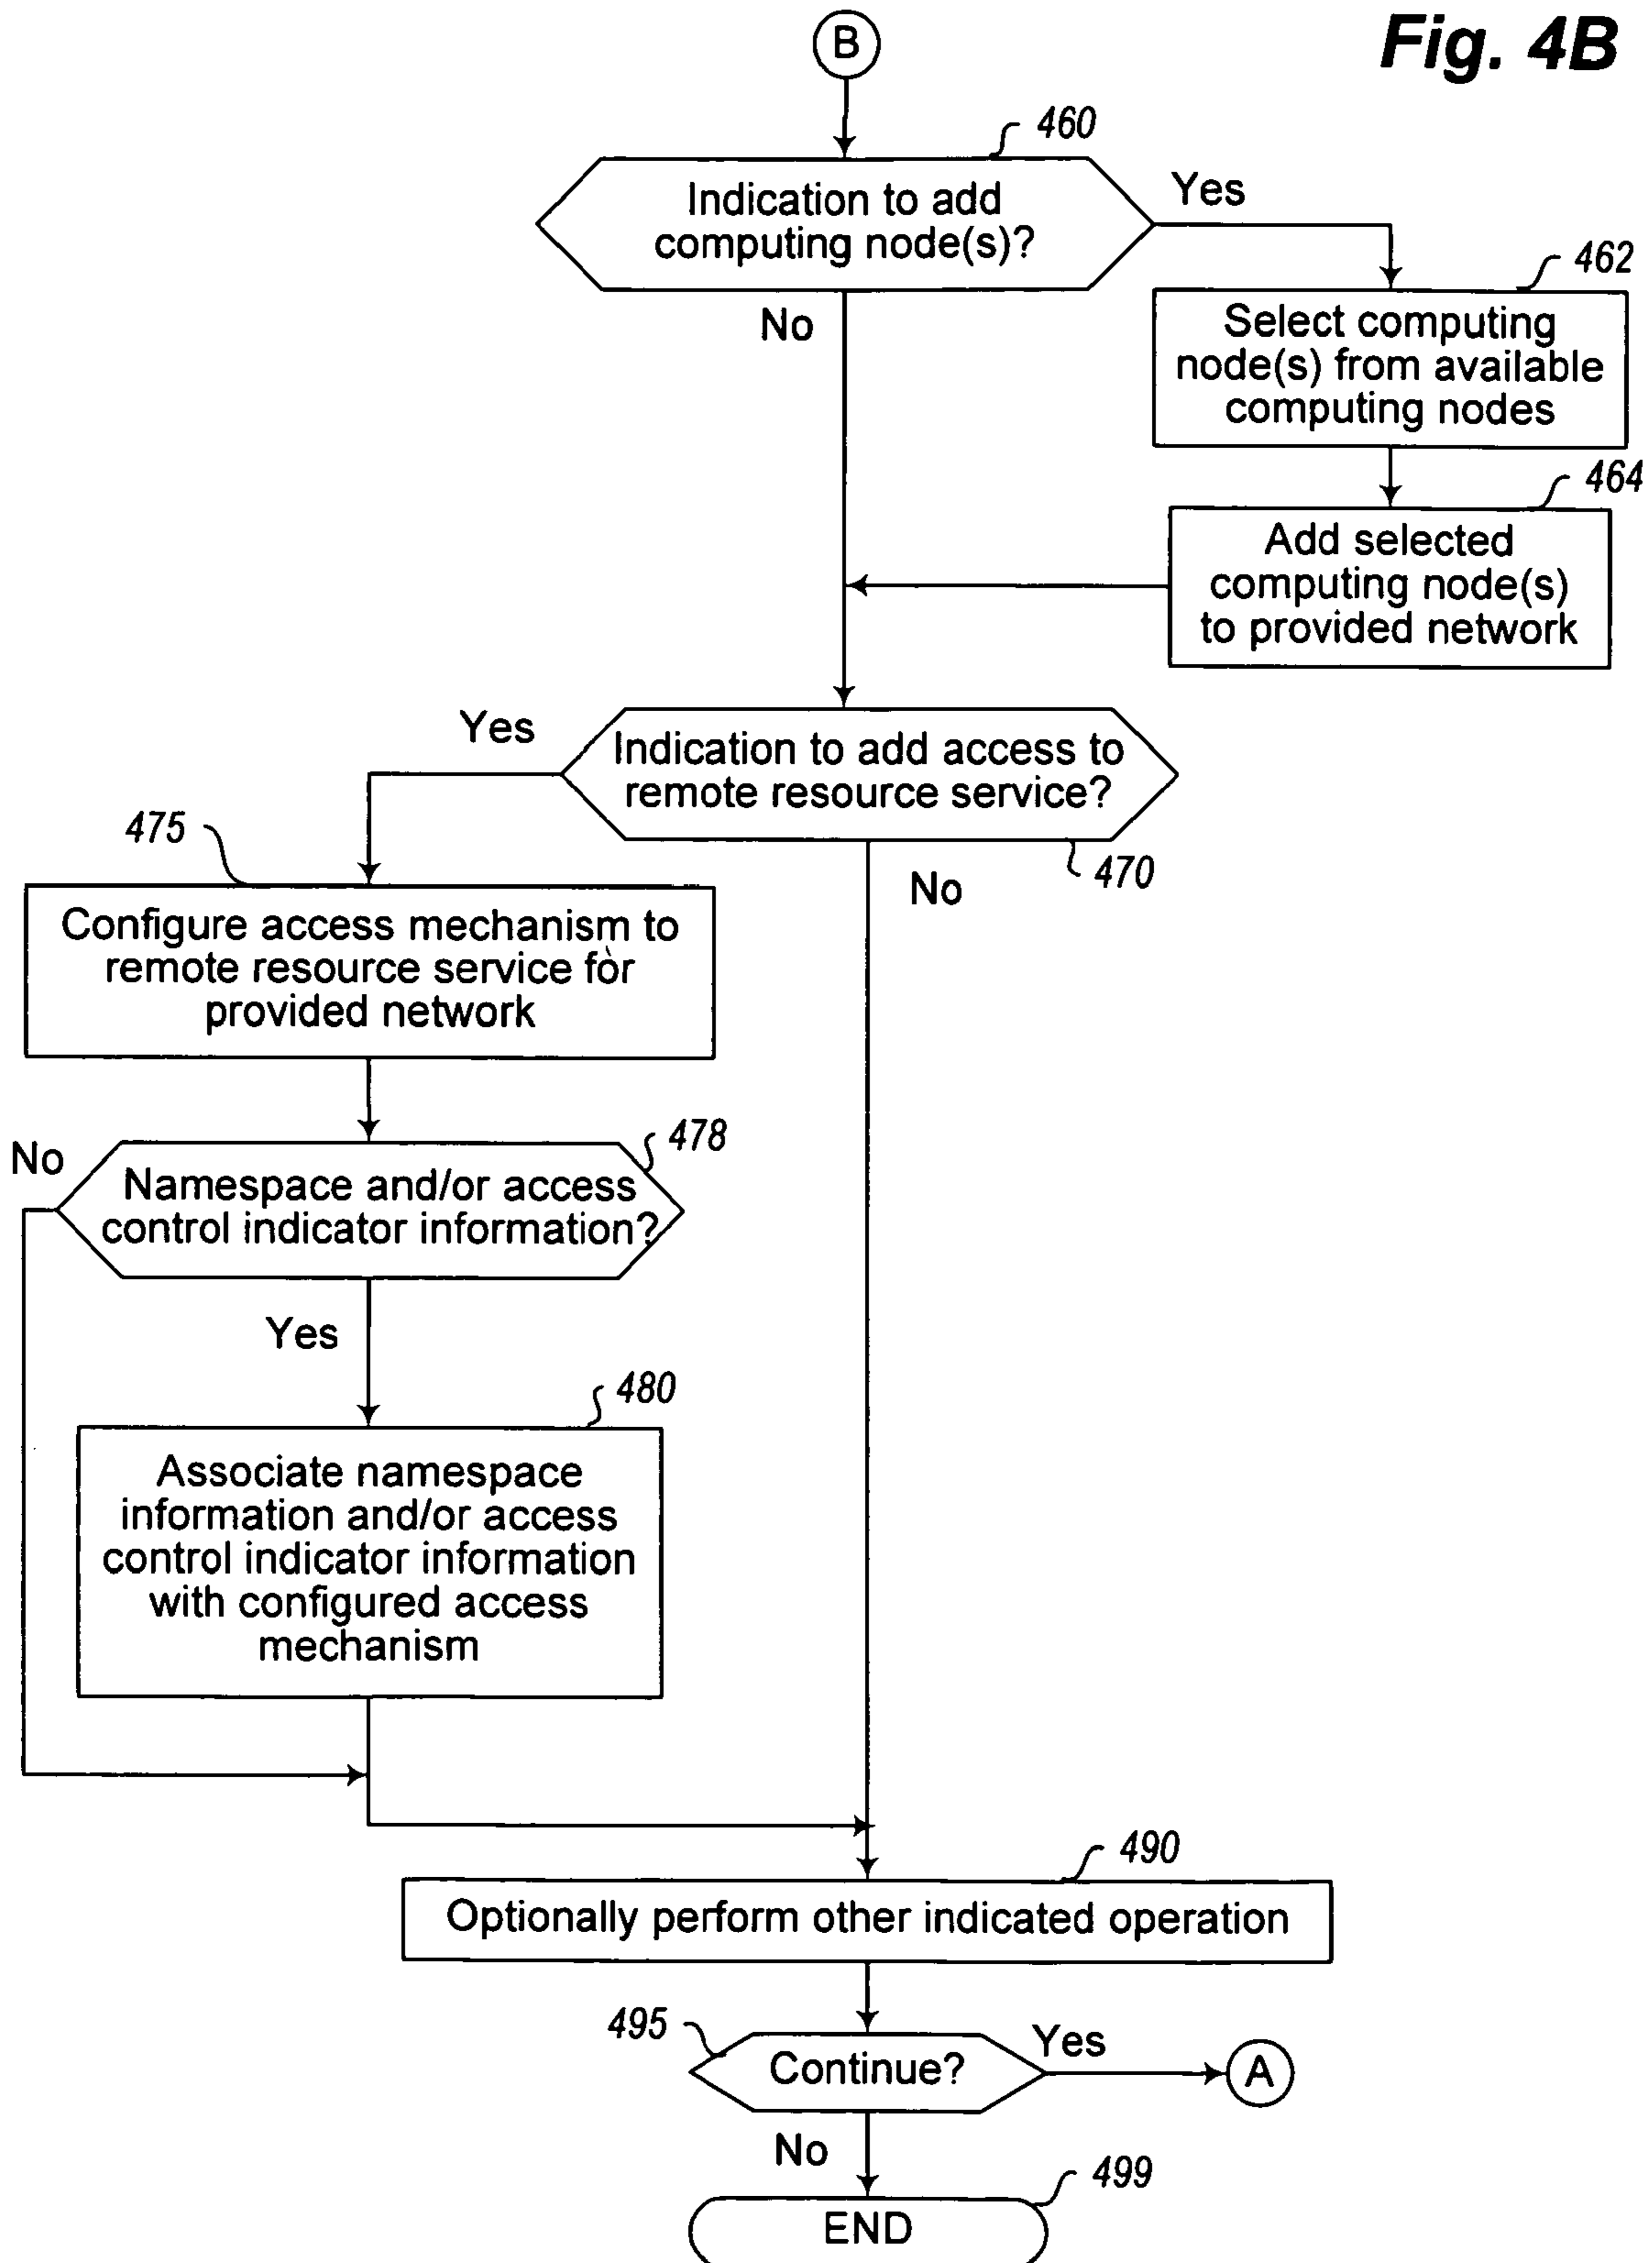 Fig. 4B
B
460
Indication to add
computing node(s)?
Yes
No
462
Select computing
node(s) from available
computing nodes
464
Add selected
computing node(s)
to provided network
Yes
Indication to add access to
remote resource service?
470
No
475
Configure access mechanism to
remote resource service for
provided network
No
478
Namespace and/or access
control indicator information?
Yes
480
Associate namespace
information and/or access
control indicator information
with configured access
mechanism
490
Optionally perform other indicated operation
495
Continue?
Yes
A
No
499
END